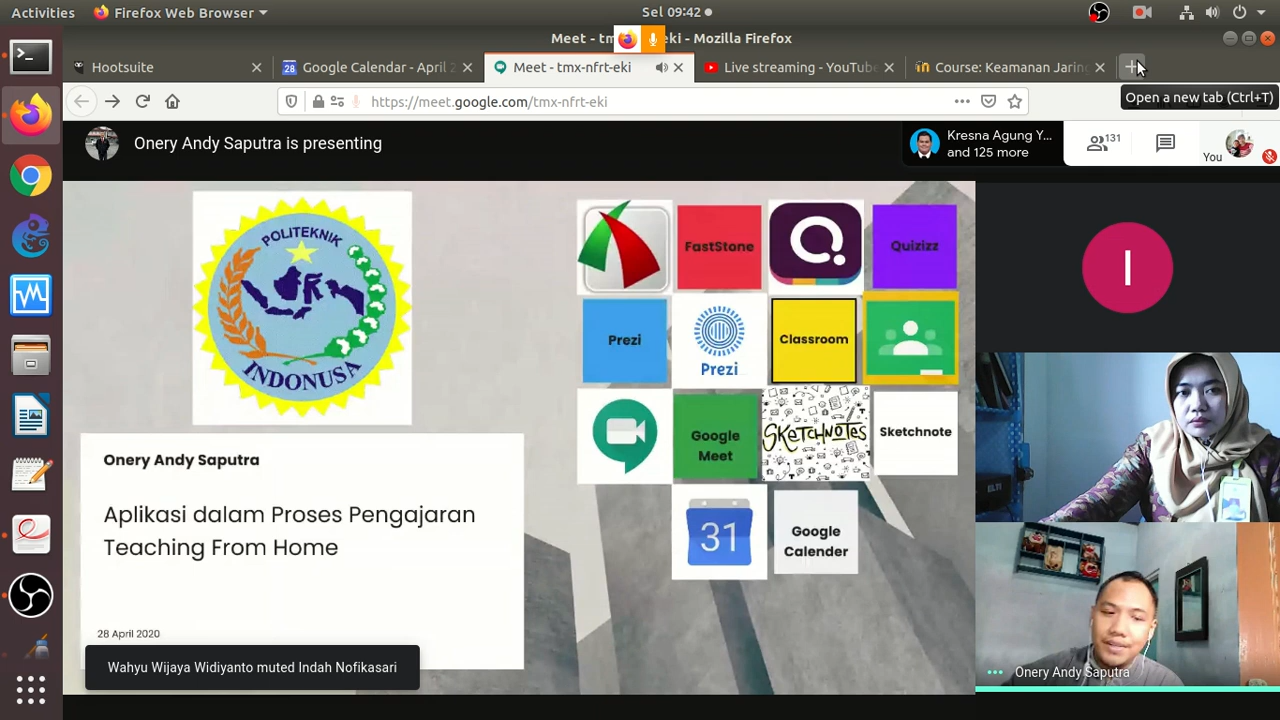 Activities
Firefox Web Browser
Sel 09:42
Meet - tm
eki - Mozilla Firefox
Hootsuite
Google Calendar - April 2
Meet - tmx-nfrt-eki
Live streaming - YouTube
Course: Keamanan Jaring
Open a new tab (Ctrl+T)
https://meet.google.com/tmx-nfrt-eki
Onery Andy Saputra is presenting
Kresna Agung Y...
and 125 more
131
You
POLITEKNIK
INDONUSA
FastStone
Quizizz
Prezi
Prezi
Classroom
Google
Meet
SKETCHNOTES
Sketchnote
31
Google
Calender
Onery Andy Saputra
Aplikasi dalam Proses Pengajaran
Teaching From Home
28 April 2020
Wahyu Wijaya Widiyanto muted Indah Nofikasari
I
Onery Andy Saputra